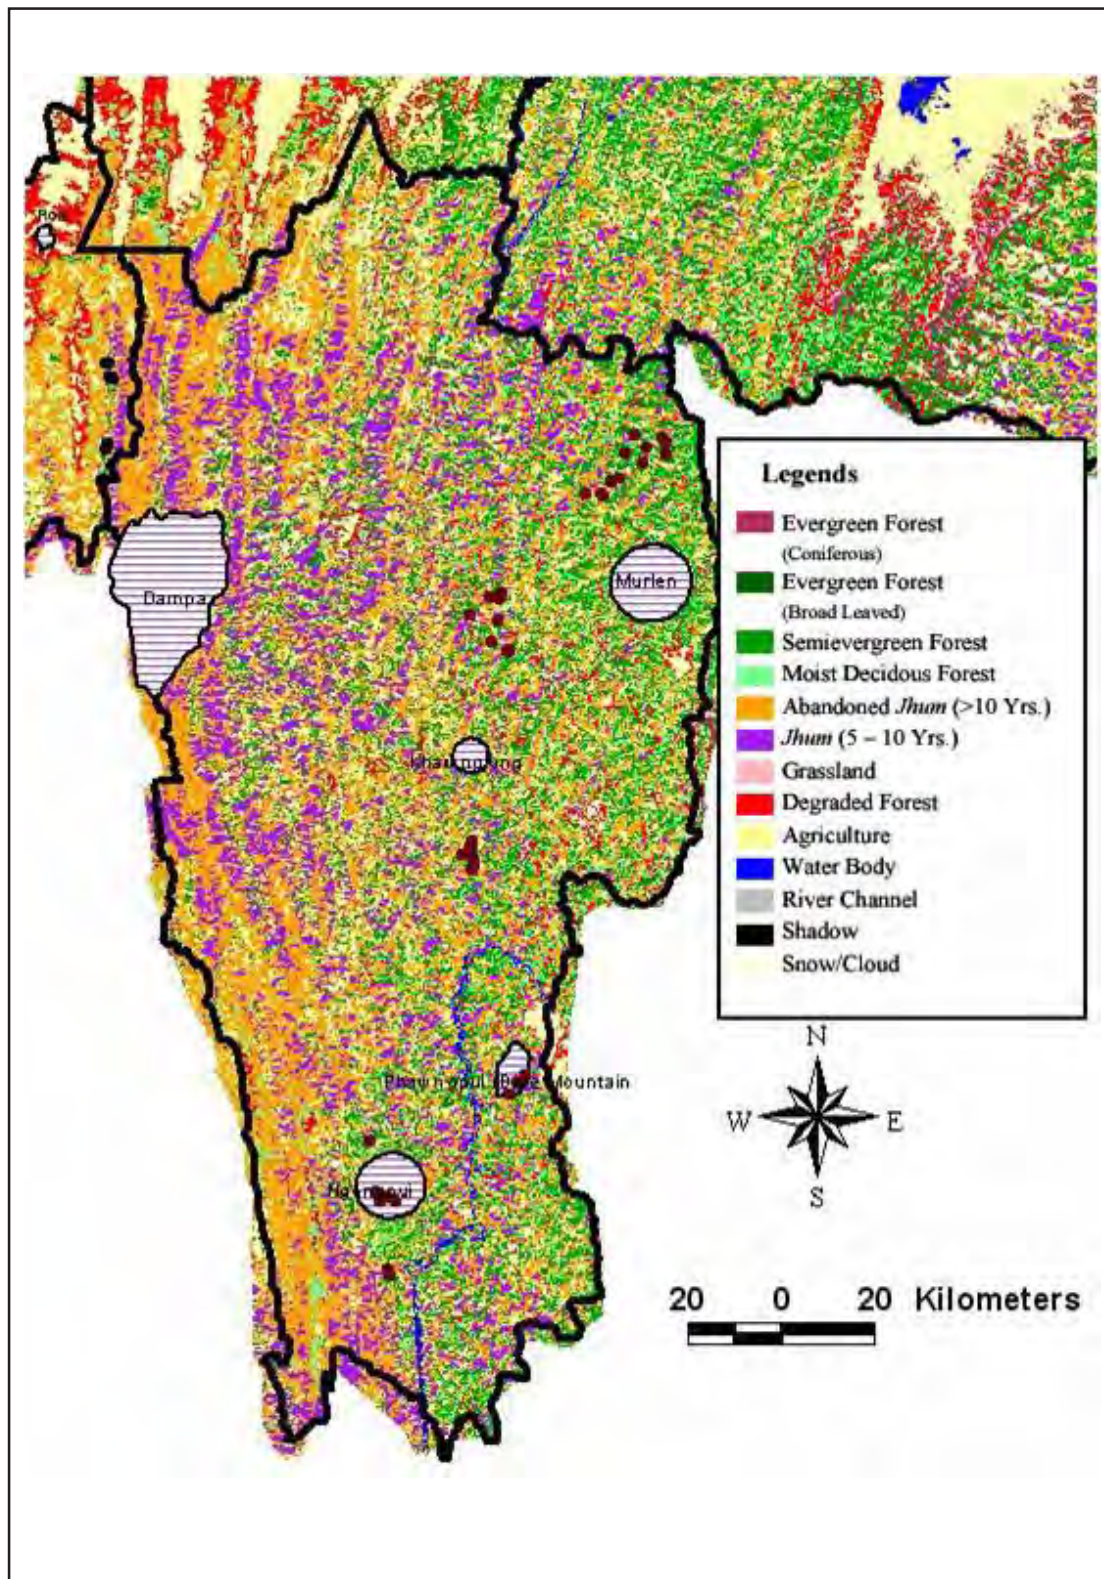 Legends
Evergreen Forest
(Coniferous)
Evergreen Forest
(Broad Leaved)
Semievergreen Forest
Moist Decidous Forest
Abandoned Jhum (>10 Yrs.)
Jhum (5 – 10 Yrs.)
Grassland
Degraded Forest
Agriculture
Water Body
River Channel
Shadow
Snow/Cloud
Murlen
Dampa
Mountain
N
W
E
S
20 0 20 Kilometers